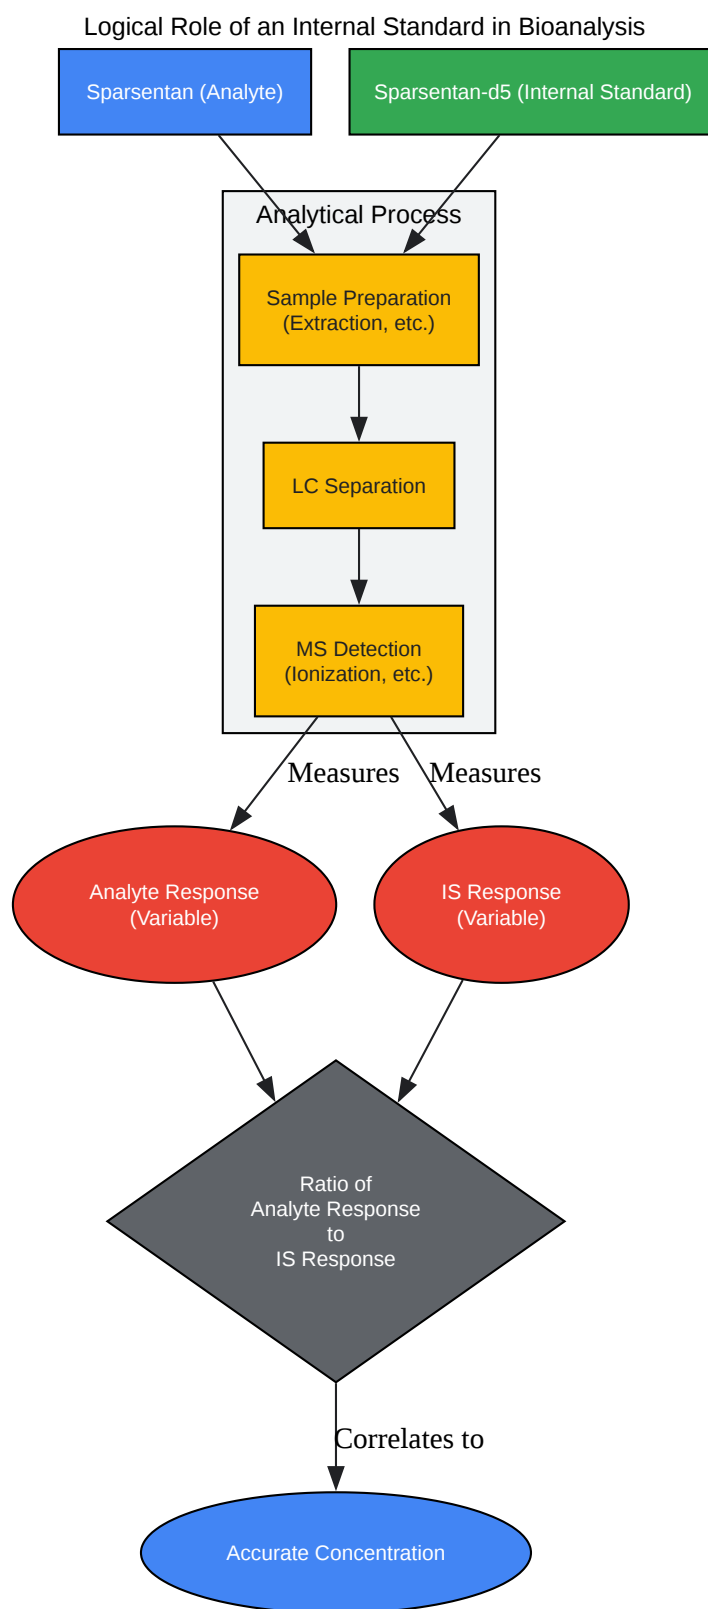 Logical Role of an Internal Standard in Bioanalysis
Sparsentan (Analyte)
Sparsentan-d5 (Internal Standard)
Analytical Process
Sample Preparation
(Extraction, etc.)
LC Separation
MS Detection
(Ionization, etc.)
Measures
Measures
Analyte Response
(Variable)
IS Response
(Variable)
Ratio of
Analyte Response
to
IS Response
Correlates to
Accurate Concentration